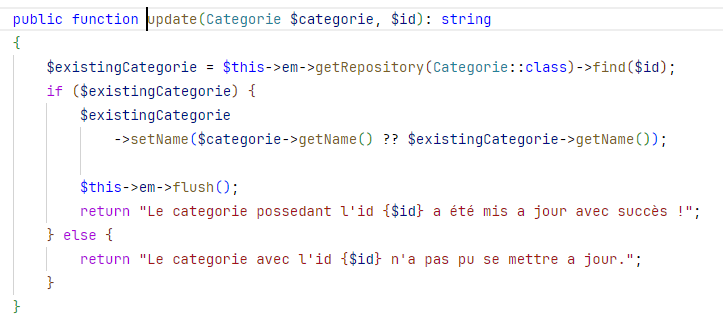 public function update(Categorie $categorie, $id): string
{
    $existingCategorie = $this->em->getRepository(Categorie::class)->find($id);
    if ($existingCategorie) {
        $existingCategorie
            ->setName($categorie->getName() ?? $existingCategorie->getName());

        $this->em->flush();
        return "Le categorie possedant l'id {$id} a été mis a jour avec succès !";
    } else {
        return "Le categorie avec l'id {$id} n'a pas pu se mettre a jour.";
    }
}